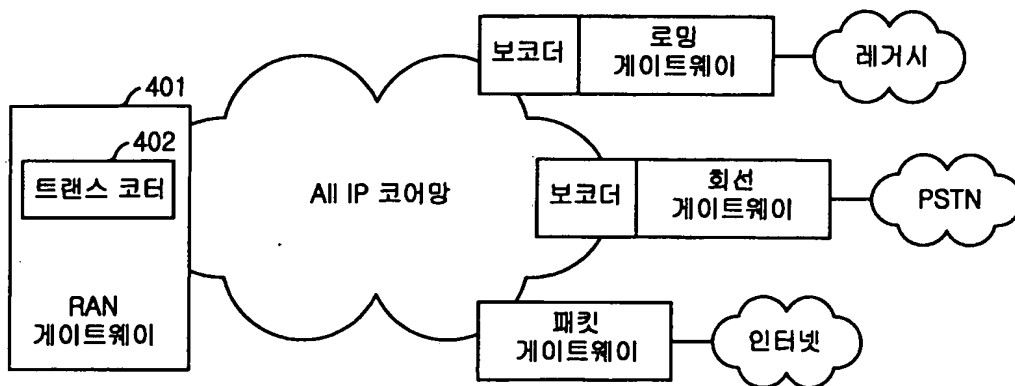 401
402
트랜스 코터
RAN
게이트웨이
All IP 코어망
보코더
로밍
게이트웨이
레거시
보코더
회선
게이트웨이
PSTN
패킷
게이트웨이
인터넷